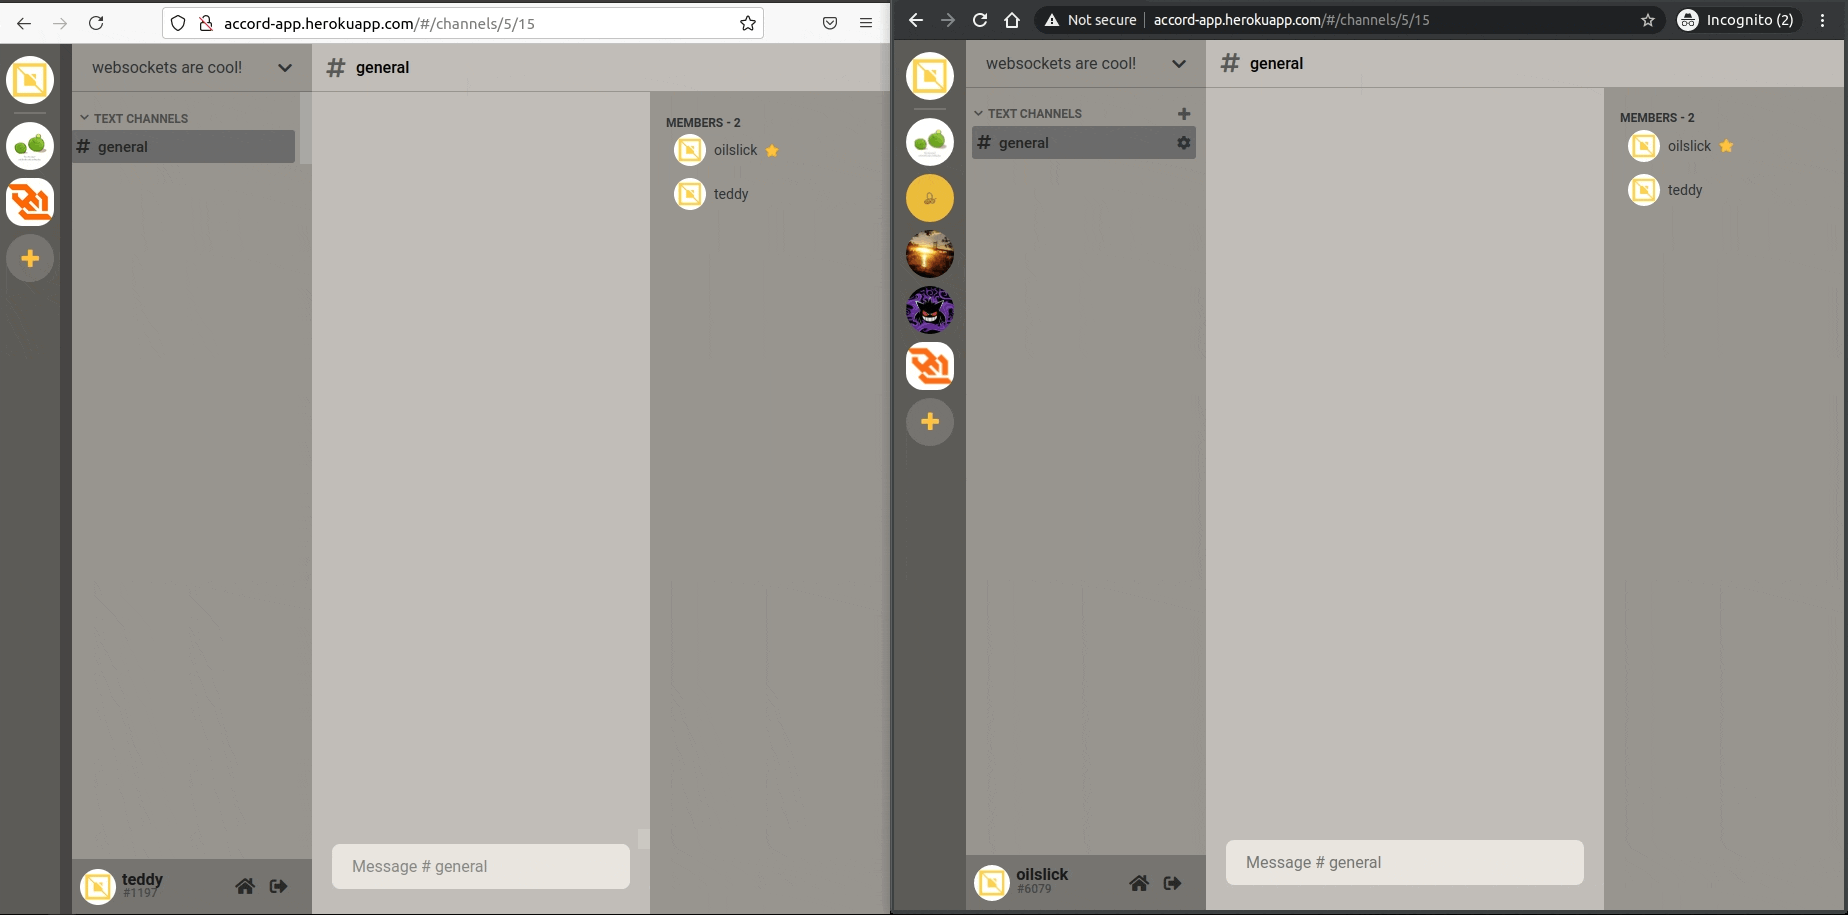 accord-app.herokuapp.com/#/channels/5/15
websockets are cool!
# general
TEXT CHANNELS
# general
MEMBERS - 2
oilslick
teddy
Message # general
teddy
#1197
Not secure accord-app.herokuapp.com/#/channels/5/15 Incognito (2)
websockets are cool!
# general
TEXT CHANNELS
# general
MEMBERS - 2
oilslick
teddy
Message # general
oilslick
#6079